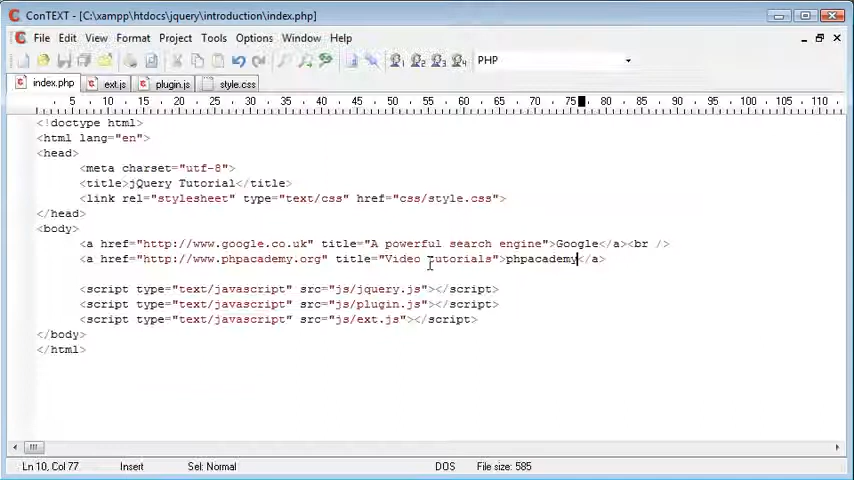 ConTEXT - [C:\xampp\htdocs\jquery\introduction\index.php]
File Edit View Format Project Tools Options Window Help
1 2 3 4 PHP
index.php ext.js plugin.js style.css
5 10 15 20 25 30 35 40 45 50 55 60 65 70 75 80 85 90 95 100 105 110
<!doctype html>
<html lang="en">
<head>
<meta charset="utf-8">
<title>jQuery Tutorial</title>
<link rel="stylesheet" type="text/css" href="css/style.css">
</head>
<body>
<a href="http://www.google.co.uk" title="A powerful search engine">Google</a><br />
<a href="http://www.phpacademy.org" title="Video Tutorials">phpacademy</a>
<script type="text/javascript" src="js/jquery.js"></script>
<script type="text/javascript" src="js/plugin.js"></script>
<script type="text/javascript" src="js/ext.js"></script>
</body>
</html>
Ln 10, Col 77 Insert Sel: Normal DOS File size: 585